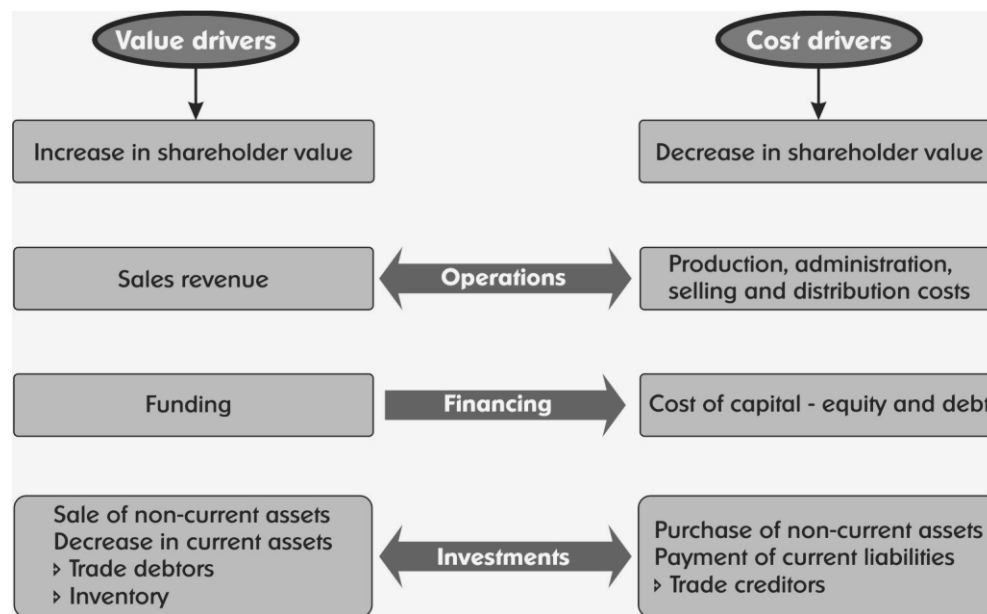 Value drivers
Cost drivers
Increase in shareholder value
Decrease in shareholder value
Sales revenue
Operations
Production, administration,
selling and distribution costs
Funding
Financing
Cost of capital - equity and debt
Sale of non-current assets
Decrease in current assets
▹ Trade debtors
▹ Inventory
Investments
Purchase of non-current assets
Payment of current liabilities
▹ Trade creditors